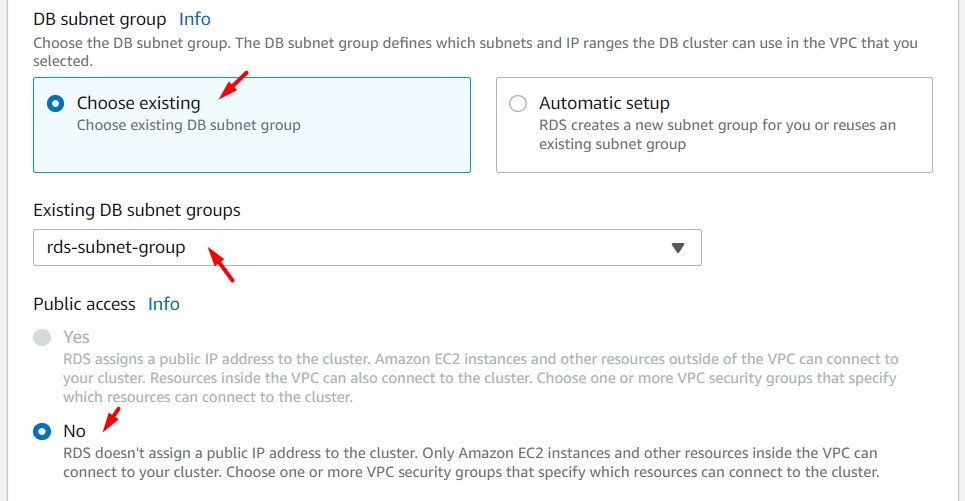 DB subnet group Info
Choose the DB subnet group. The DB subnet group defines which subnets and IP ranges the DB cluster can use in the VPC that you
selected.
Choose existing
Choose existing DB subnet group
Automatic setup
RDS creates a new subnet group for you or reuses an
existing subnet group
Existing DB subnet groups
rds-subnet-group
Public access Info
Yes
RDS assigns a public IP address to the cluster. Amazon EC2 instances and other resources outside of the VPC can connect to
your cluster. Resources inside the VPC can also connect to the cluster. Choose one or more VPC security groups that specify
which resources can connect to the cluster.
No
RDS doesn't assign a public IP address to the cluster. Only Amazon EC2 instances and other resources inside the VPC can
connect to your cluster. Choose one or more VPC security groups that specify which resources can connect to the cluster.